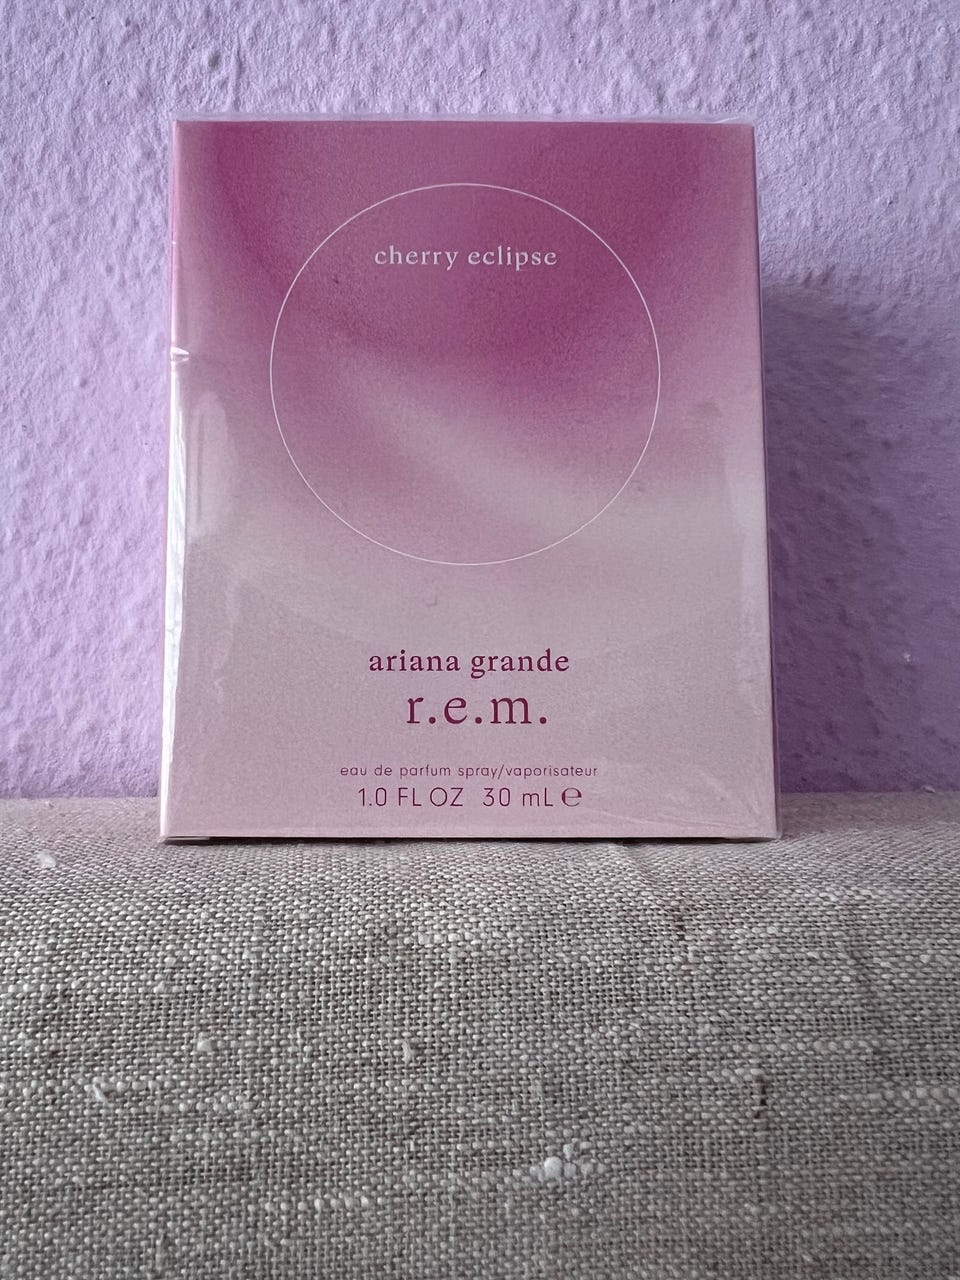 cherry eclipse
ariana grande
r.e.m.
eau de parfum spray/vaporisateur
1.0 FL OZ 30 mL ℮